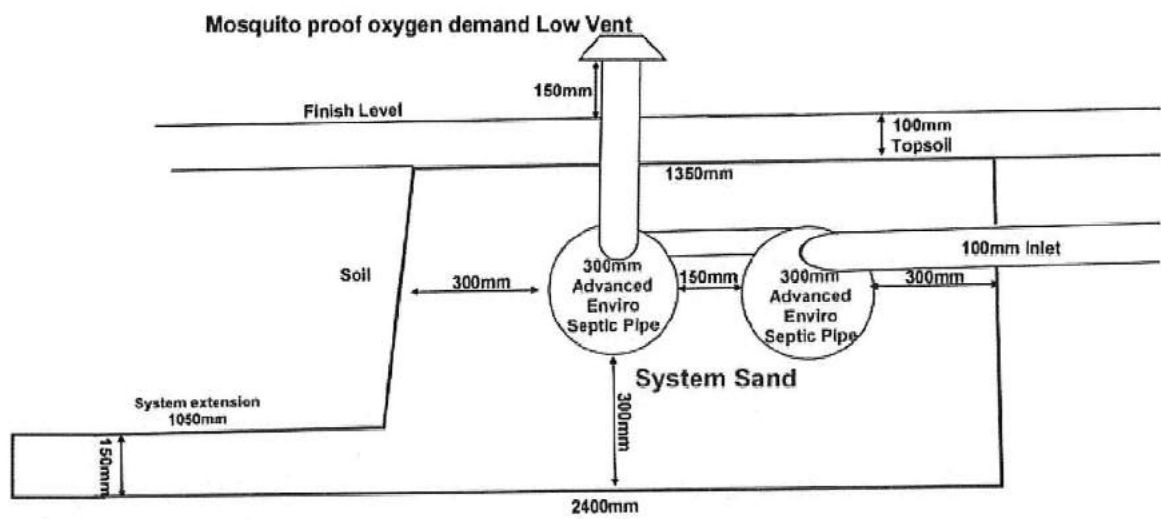 Mosquito proof oxygen demand Low Vent
150mm
Finish Level
100mm
Topsoil
1350mm
Soil
300mm
300mm
Advanced
Enviro
Septic Pipe
150mm
300mm
Advanced
Enviro
Septic Pipe
300mm
100mm Inlet
System Sand
300mm
System extension
1050mm
150mm
2400mm